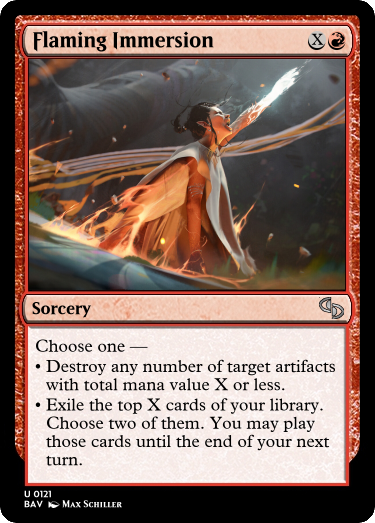 Flaming Immersion X
Sorcery
Choose one —
• Destroy any number of target artifacts
with total mana value X or less.
• Exile the top X cards of your library.
Choose two of them. You may play
those cards until the end of your next
turn.
U 0121
BAV Max Schiller